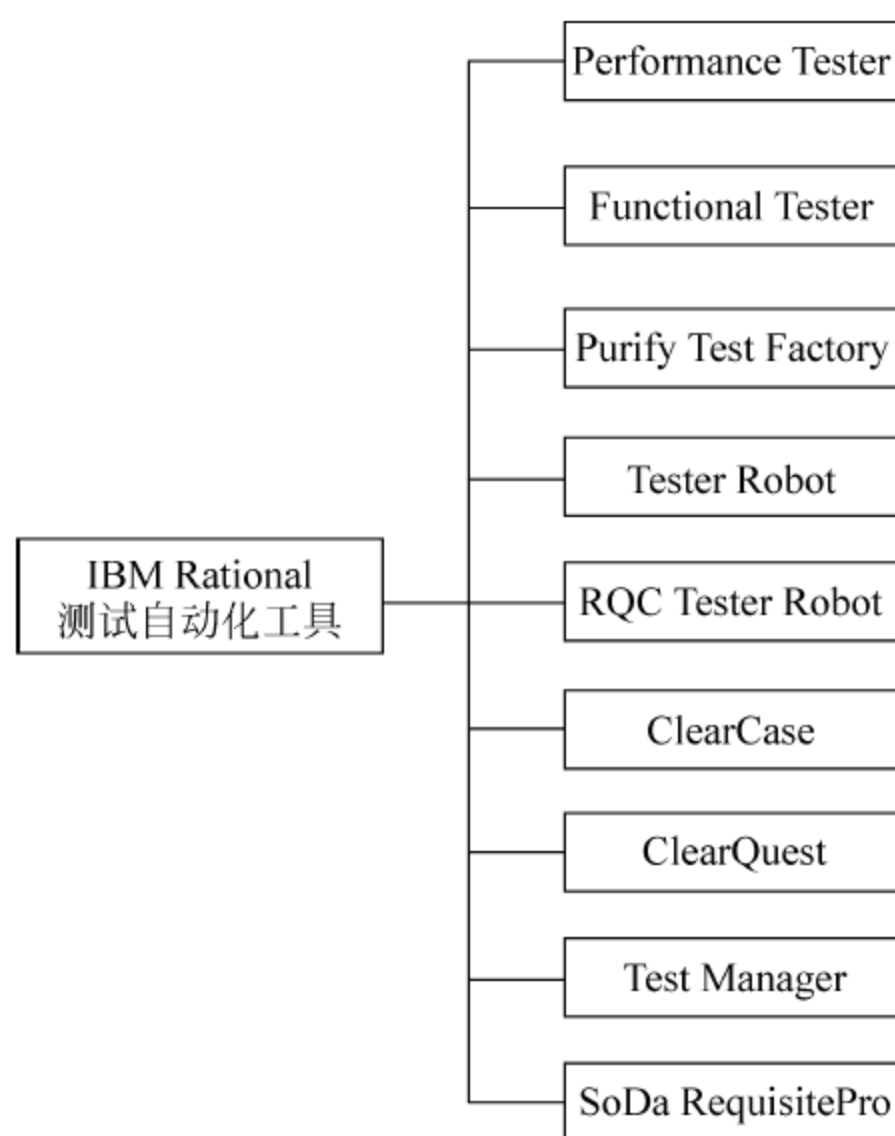 Performance Tester
Functional Tester
Purify Test Factory
Tester Robot
IBM Rational
测试自动化工具
RQC Tester Robot
ClearCase
ClearQuest
Test Manager
SoDa RequisitePro